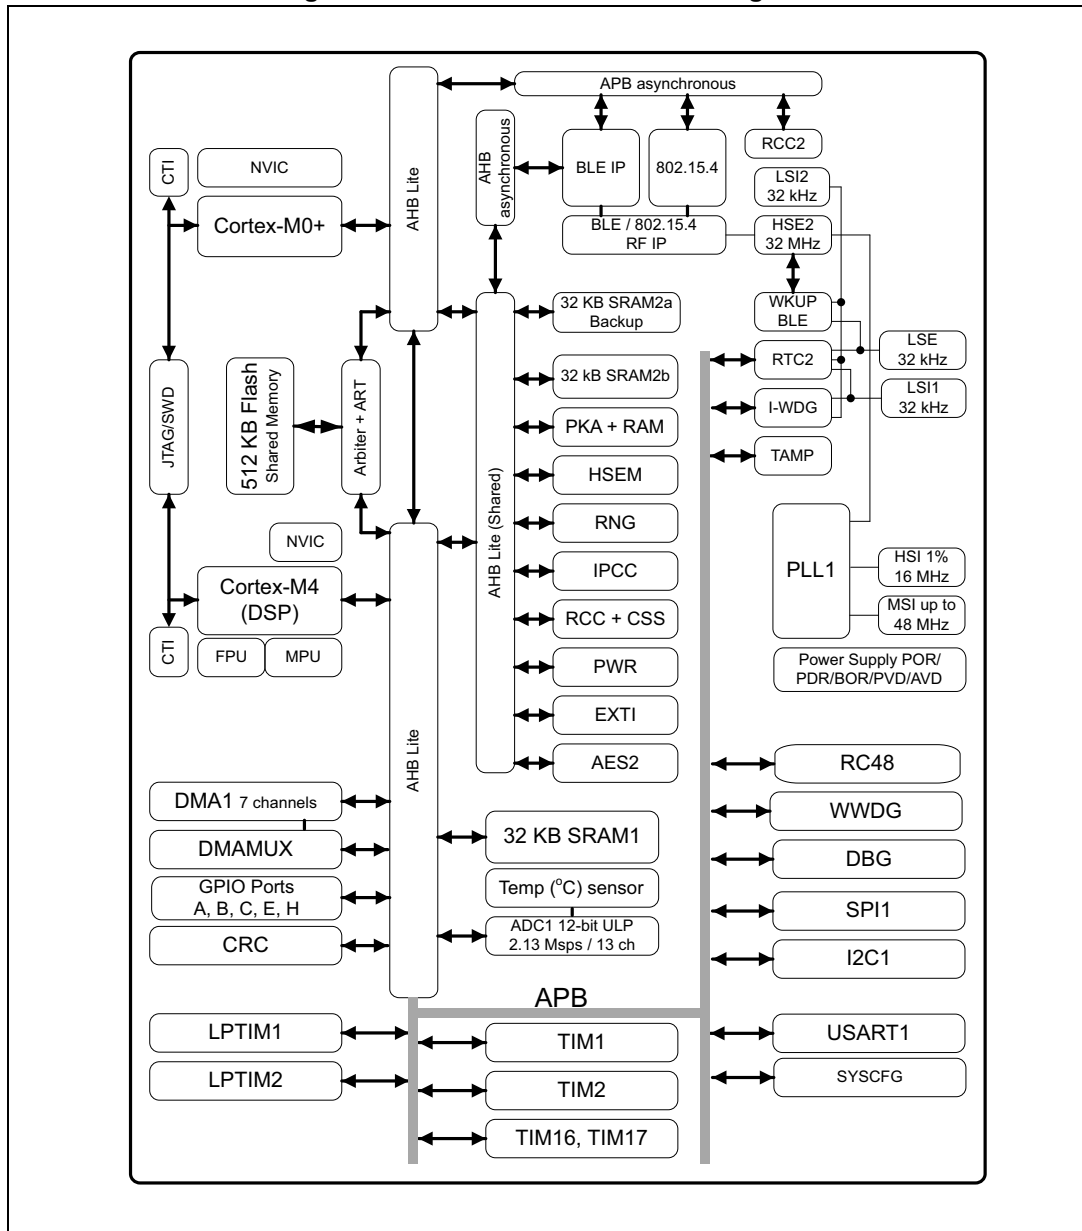 APB asynchronous
AHB Lite
AHB
asynchronous
BLE IP
802.15.4
RCC2
CTI
NVIC
Cortex-M0+
LSI2
32 kHz
BLE / 802.15.4
RF IP
HSE2
32 MHz
32 KB SRAM2a
Backup
WKUP
BLE
LSE
32 kHz
RTC2
JTAG/SWD
512 KB Flash
Shared Memory
Arbiter + ART
32 kB SRAM2b
LSI1
32 kHz
I-WDG
PKA + RAM
TAMP
AHB Lite (Shared)
HSEM
RNG
NVIC
IPCC
PLL1
HSI 1%
16 MHz
Cortex-M4
(DSP)
RCC + CSS
MSI up to
48 MHz
CTI
FPU
MPU
PWR
Power Supply POR/
PDR/BOR/PVD/AVD
EXTI
AHB Lite
AES2
RC48
DMA1 7 channels
WWDG
DMAMUX
32 KB SRAM1
DBG
GPIO Ports
A, B, C, E, H
Temp (°C) sensor
SPI1
CRC
ADC1 12-bit ULP
2.13 Msps / 13 ch
I2C1
APB
LPTIM1
TIM1
USART1
LPTIM2
TIM2
SYSCFG
TIM16, TIM17